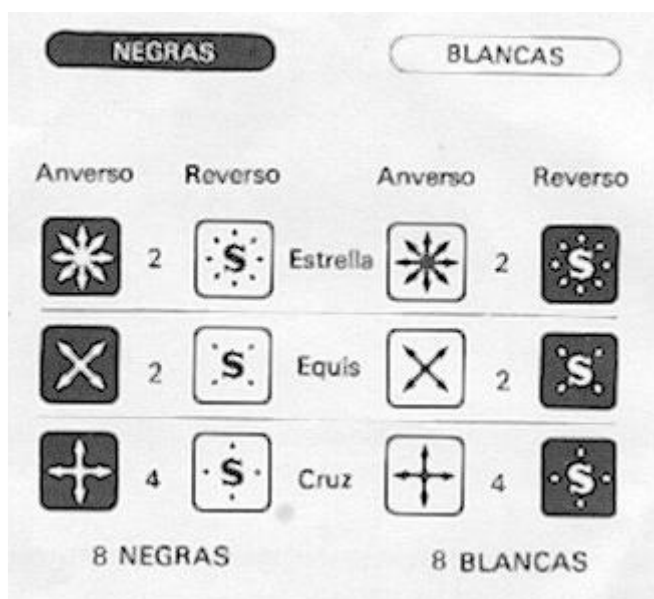 NEGRAS BLANCAS
Anverso Reverso Anverso Reverso
2 S Estrella 2 S
2 S Equis 2 S
4 S Cruz 4 S
8 NEGRAS 8 BLANCAS